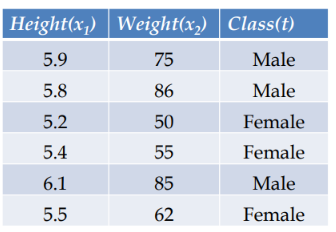 Height(x₁) Weight(x₂) Class(t)
5.9 75 Male
5.8 86 Male
5.2 50 Female
5.4 55 Female
6.1 85 Male
5.5 62 Female